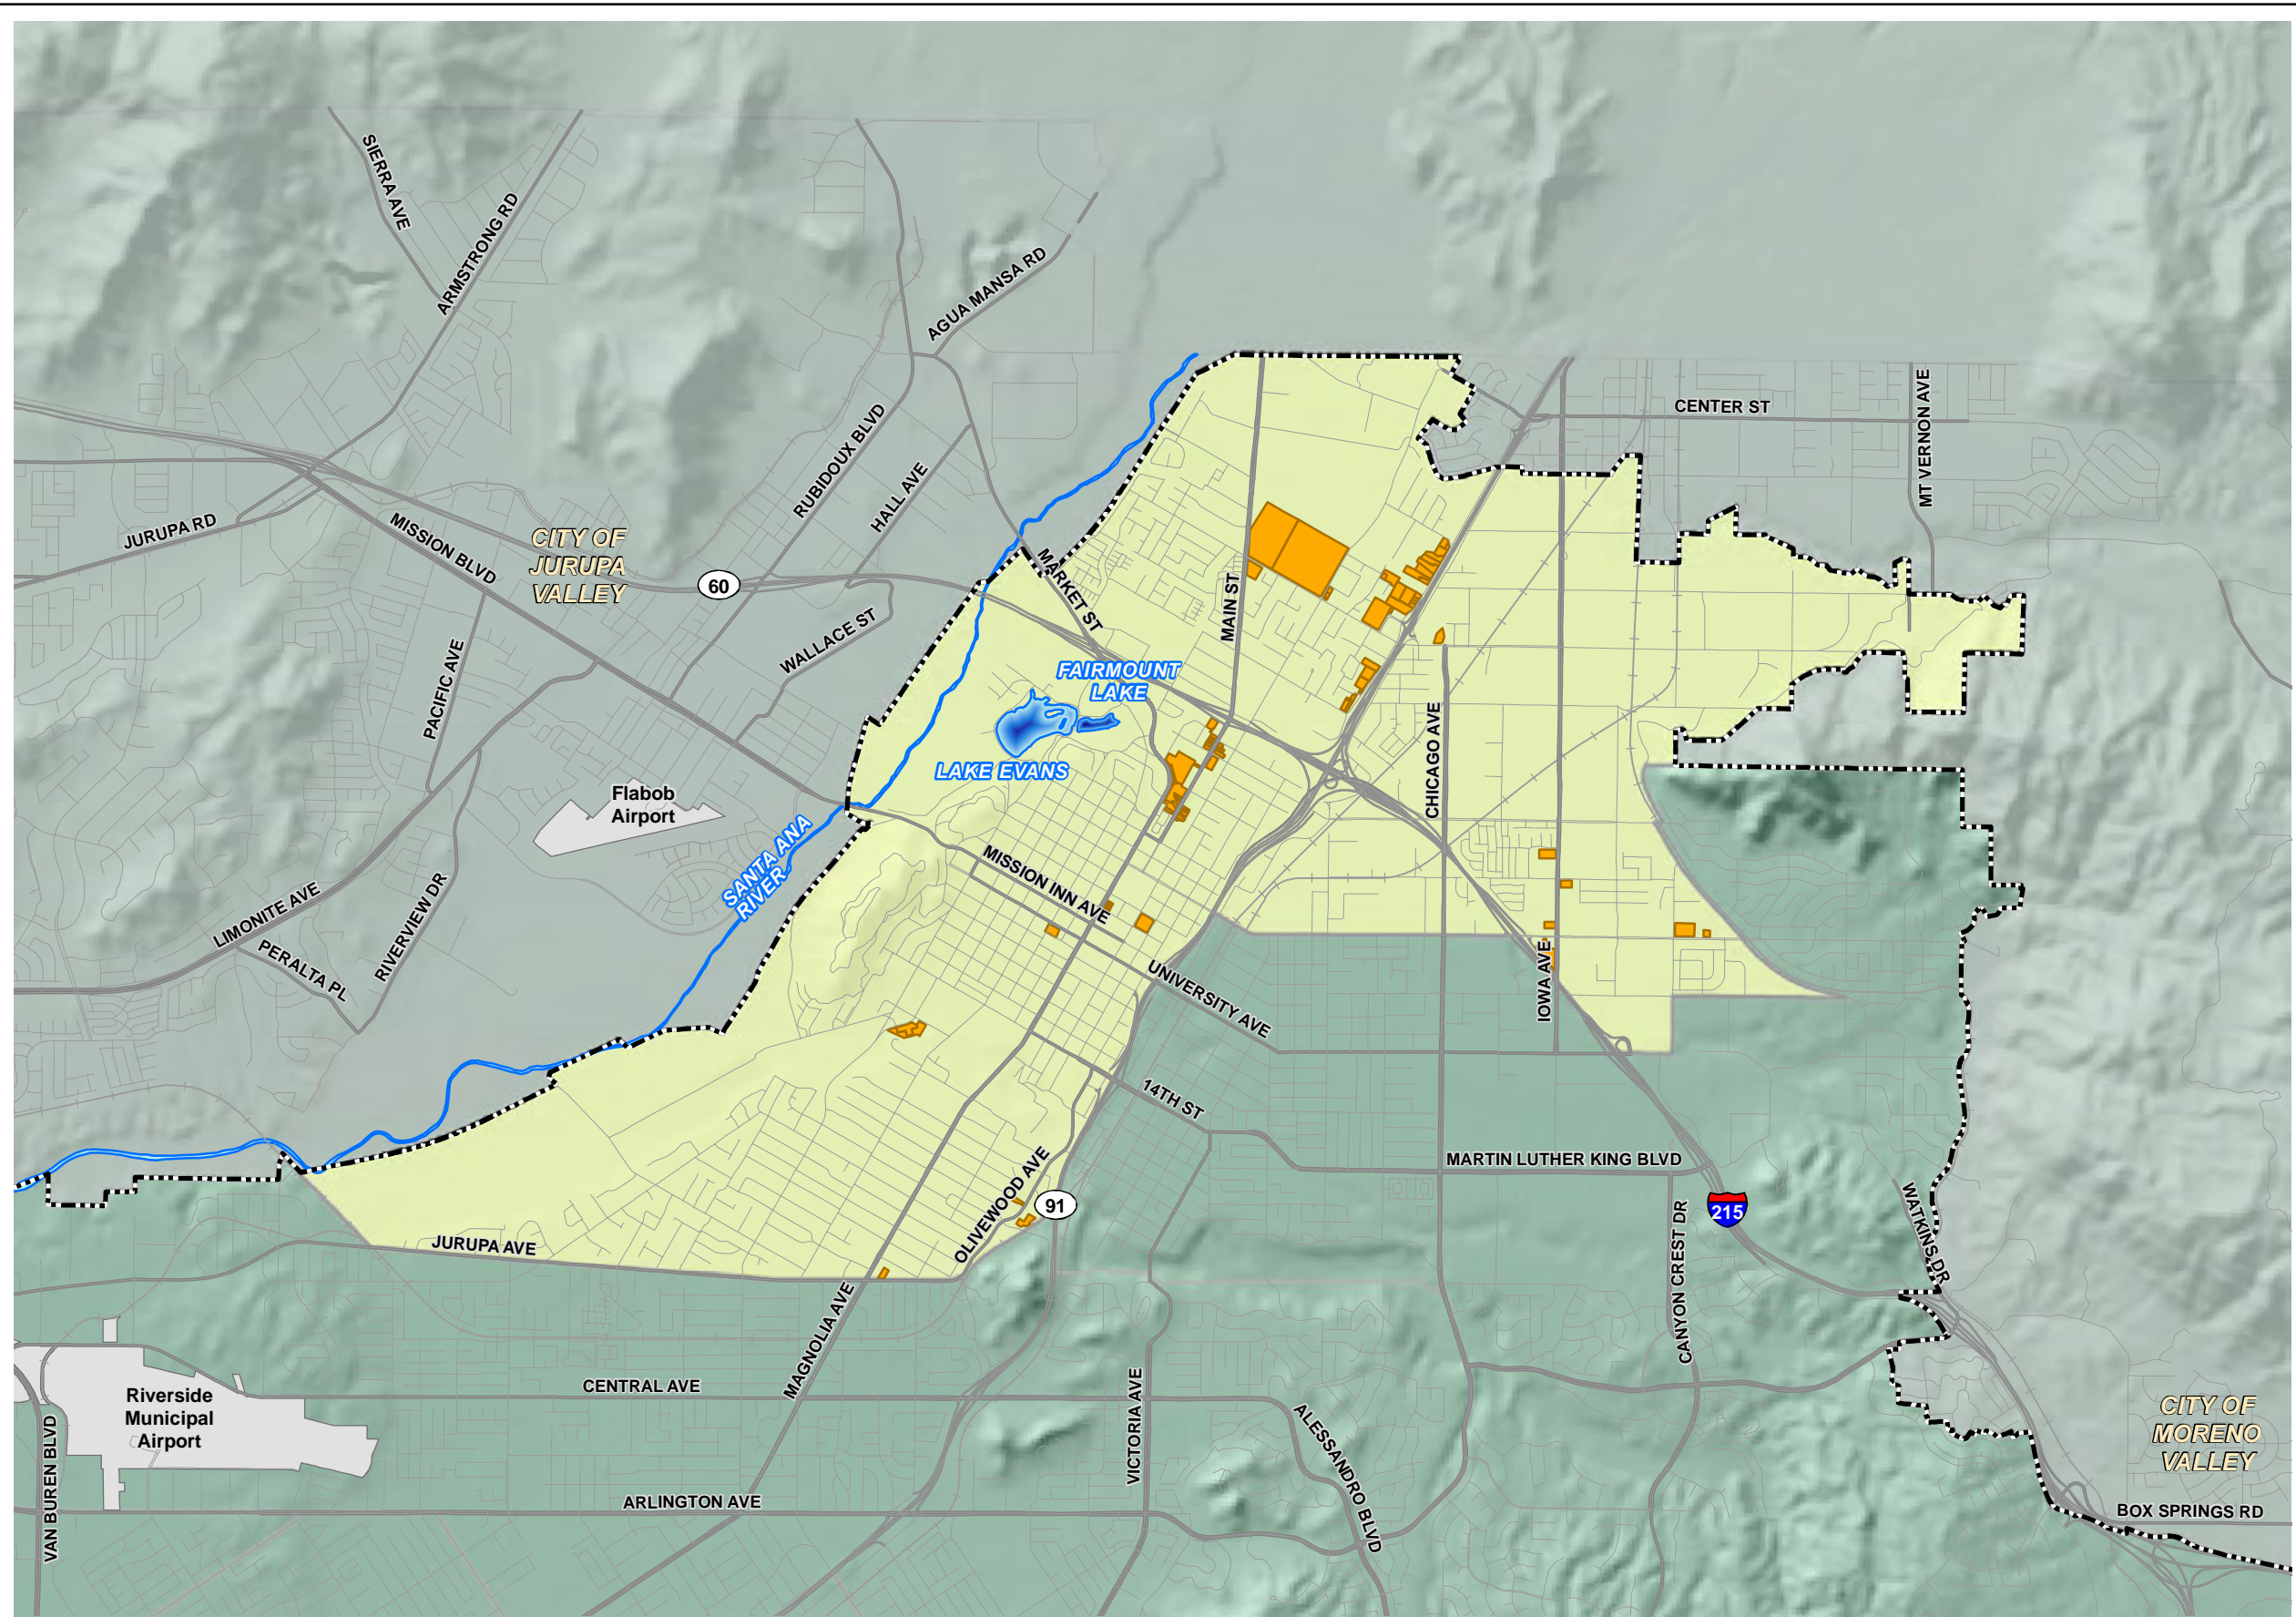 SIERRA AVE
ARMSTRONG RD
AGUA MANSA RD
CENTER ST
MT VERNON AVE
RUBIDOUX BLVD
HALL AVE
JURUPA RD
MISSION BLVD
CITY OF
JURUPA
VALLEY
60
MARKET ST
MAIN ST
WALLACE ST
PACIFIC AVE
FAIRMOUNT
LAKE
LAKE EVANS
CHICAGO AVE
Flabob
Airport
SANTA ANA
RIVER
MISSION INN AVE
LIMONITE AVE
PERALTA PL
RIVERVIEW DR
UNIVERSITY AVE
IOWA AVE
14TH ST
MARTIN LUTHER KING BLVD
OLIVEWOOD AVE
91
215
WATKINS DR
CANYON CREST DR
JURUPA AVE
MAGNOLIA AVE
CENTRAL AVE
VICTORIA AVE
ALESSANDRO BLVD
Riverside
Municipal
Airport
VAN BUREN BLVD
ARLINGTON AVE
CITY OF
MORENO
VALLEY
BOX SPRINGS RD